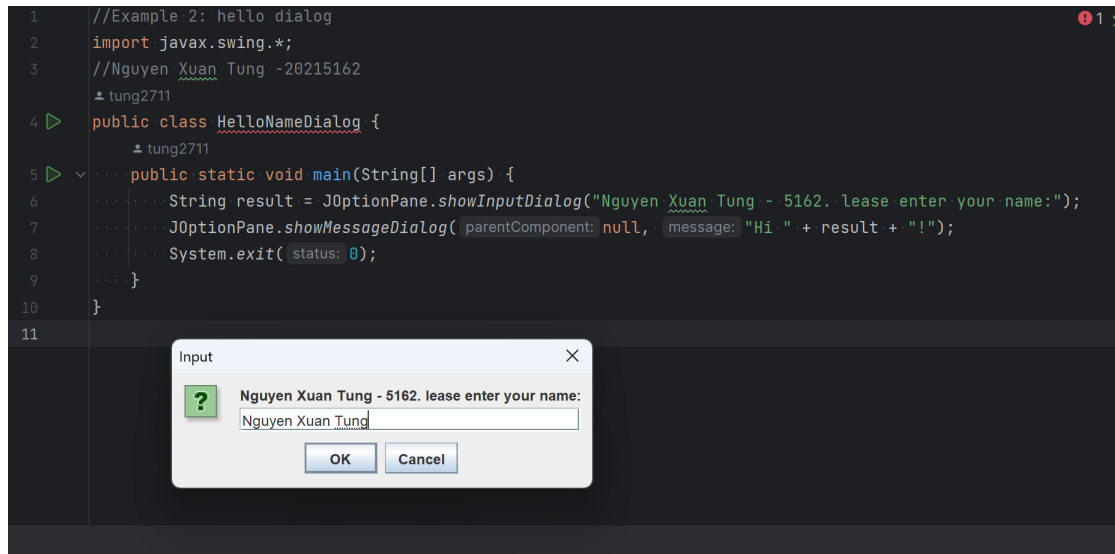 1 //Example 2: hello dialog 1
2 import javax.swing.*;
3 //Nguyen Xuan Tung -20215162
tung2711
4 public class HelloNameDialog {
tung2711
5 public static void main(String[] args) {
6 String result = JOptionPane.showInputDialog("Nguyen Xuan Tung - 5162. lease enter your name:");
7 JOptionPane.showMessageDialog( parentComponent: null, message: "Hi " + result + "!");
8 System.exit( status: 0);
9 }
10 }
11
Input
Nguyen Xuan Tung - 5162. lease enter your name:
Nguyen Xuan Tung
OK Cancel